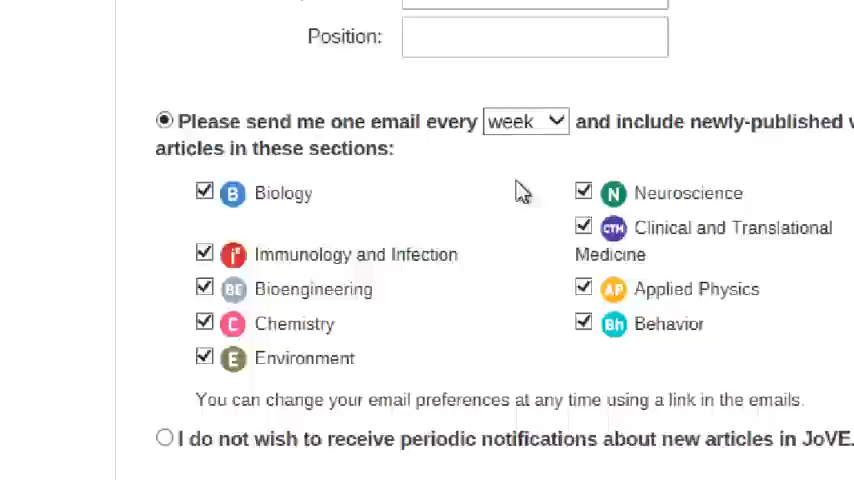 Position:
Please send me one email every week and include newly-published
articles in these sections:
B Biology N Neuroscience
CTM Clinical and Translational
Medicine
Immunology and Infection
BE Bioengineering AP Applied Physics
C Chemistry Bh Behavior
E Environment
You can change your email preferences at any time using a link in the emails.
I do not wish to receive periodic notifications about new articles in JoVE.